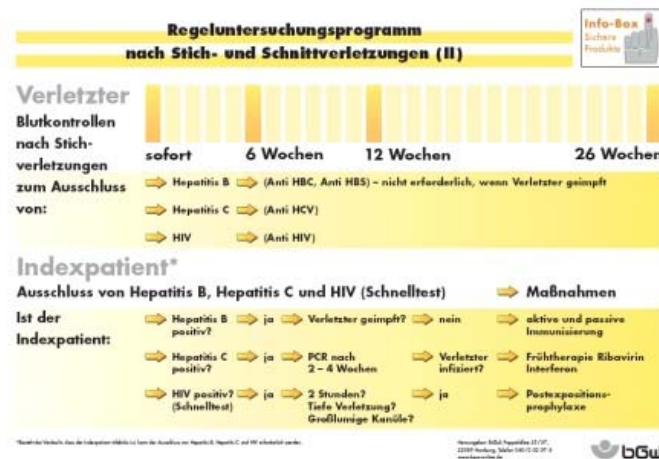 Regeluntersuchungsprogramm
nach Stich- und Schnittverletzungen (II)
Info-Box
Sichere
Produkte
Verletzter
Blutkontrollen
nach Stich-
verletzungen
zum Ausschluss
von:
sofort 6 Wochen 12 Wochen 26 Wochen
Hepatitis B (Anti HBC, Anti HBS) – nicht erforderlich, wenn Verletzter geimpft
Hepatitis C (Anti HCV)
HIV (Anti HIV)
Indexpatient*
Ausschluss von Hepatitis B, Hepatitis C und HIV (Schnelltest) Maßnahmen
Ist der
Indexpatient:
Hepatitis B positiv? ja Verletzter geimpft? nein aktive und passive Immunisierung
Hepatitis C positiv? ja PCR nach 2 – 4 Wochen Verletzter infiziert? Frühtherapie Ribavirin Interferon
HIV positiv? (Schnelltest) ja 2 Stunden? Tiefe Verletzung? Großlumige Kanüle? ja Postexpositions-prophylaxe
bGw